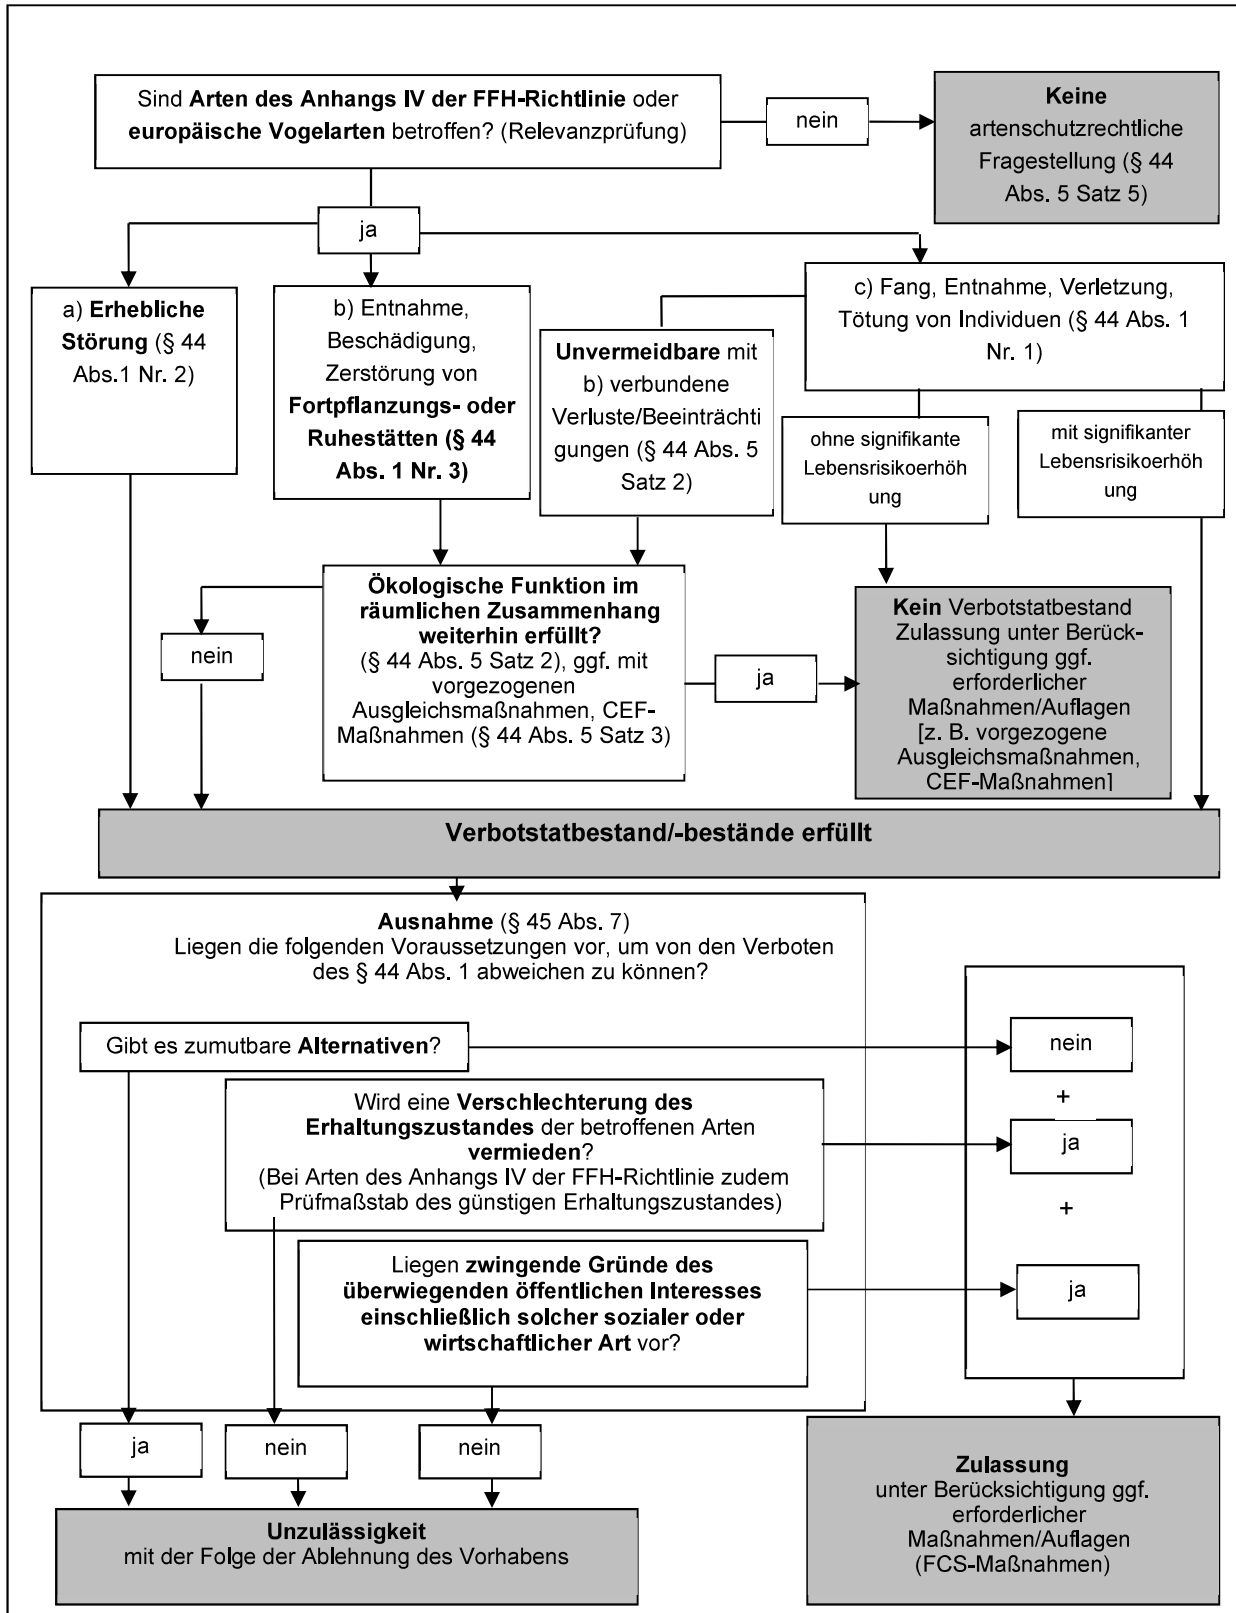 Sind Arten des Anhangs IV der FFH-Richtlinie oder
europäische Vogelarten betroffen? (Relevanzprüfung)
nein
Keine
artenschutzrechtliche
Fragestellung (§ 44
Abs. 5 Satz 5)
ja
a) Erhebliche
Störung (§ 44
Abs.1 Nr. 2)
b) Entnahme,
Beschädigung,
Zerstörung von
Fortpflanzungs- oder
Ruhestätten (§ 44
Abs. 1 Nr. 3)
Unvermeidbare mit
b) verbundene
Verluste/Beeinträchti
gungen (§ 44 Abs. 5
Satz 2)
c) Fang, Entnahme, Verletzung,
Tötung von Individuen (§ 44 Abs. 1
Nr. 1)
ohne signifikante
Lebensrisikoerhöh
ung
mit signifikanter
Lebensrisikoerhöh
ung
Ökologische Funktion im
räumlichen Zusammenhang
weiterhin erfüllt?
(§ 44 Abs. 5 Satz 2), ggf. mit
vorgezogenen
Ausgleichsmaßnahmen, CEF-
Maßnahmen (§ 44 Abs. 5 Satz 3)
nein
ja
Kein Verbotstatbestand
Zulassung unter Berück-
sichtigung ggf.
erforderlicher
Maßnahmen/Auflagen
[z. B. vorgezogene
Ausgleichsmaßnahmen,
CEF-Maßnahmen]
Verbotstatbestand/-bestände erfüllt
Ausnahme (§ 45 Abs. 7)
Liegen die folgenden Voraussetzungen vor, um von den Verboten
des § 44 Abs. 1 abweichen zu können?
Gibt es zumutbare Alternativen?
nein
+
Wird eine Verschlechterung des
Erhaltungszustandes der betroffenen Arten
vermieden?
(Bei Arten des Anhangs IV der FFH-Richtlinie zudem
Prüfmaßstab des günstigen Erhaltungszustandes)
ja
+
Liegen zwingende Gründe des
überwiegenden öffentlichen Interesses
einschließlich solcher sozialer oder
wirtschaftlicher Art vor?
ja
ja
nein
nein
Unzulässigkeit
mit der Folge der Ablehnung des Vorhabens
Zulassung
unter Berücksichtigung ggf.
erforderlicher
Maßnahmen/Auflagen
(FCS-Maßnahmen)